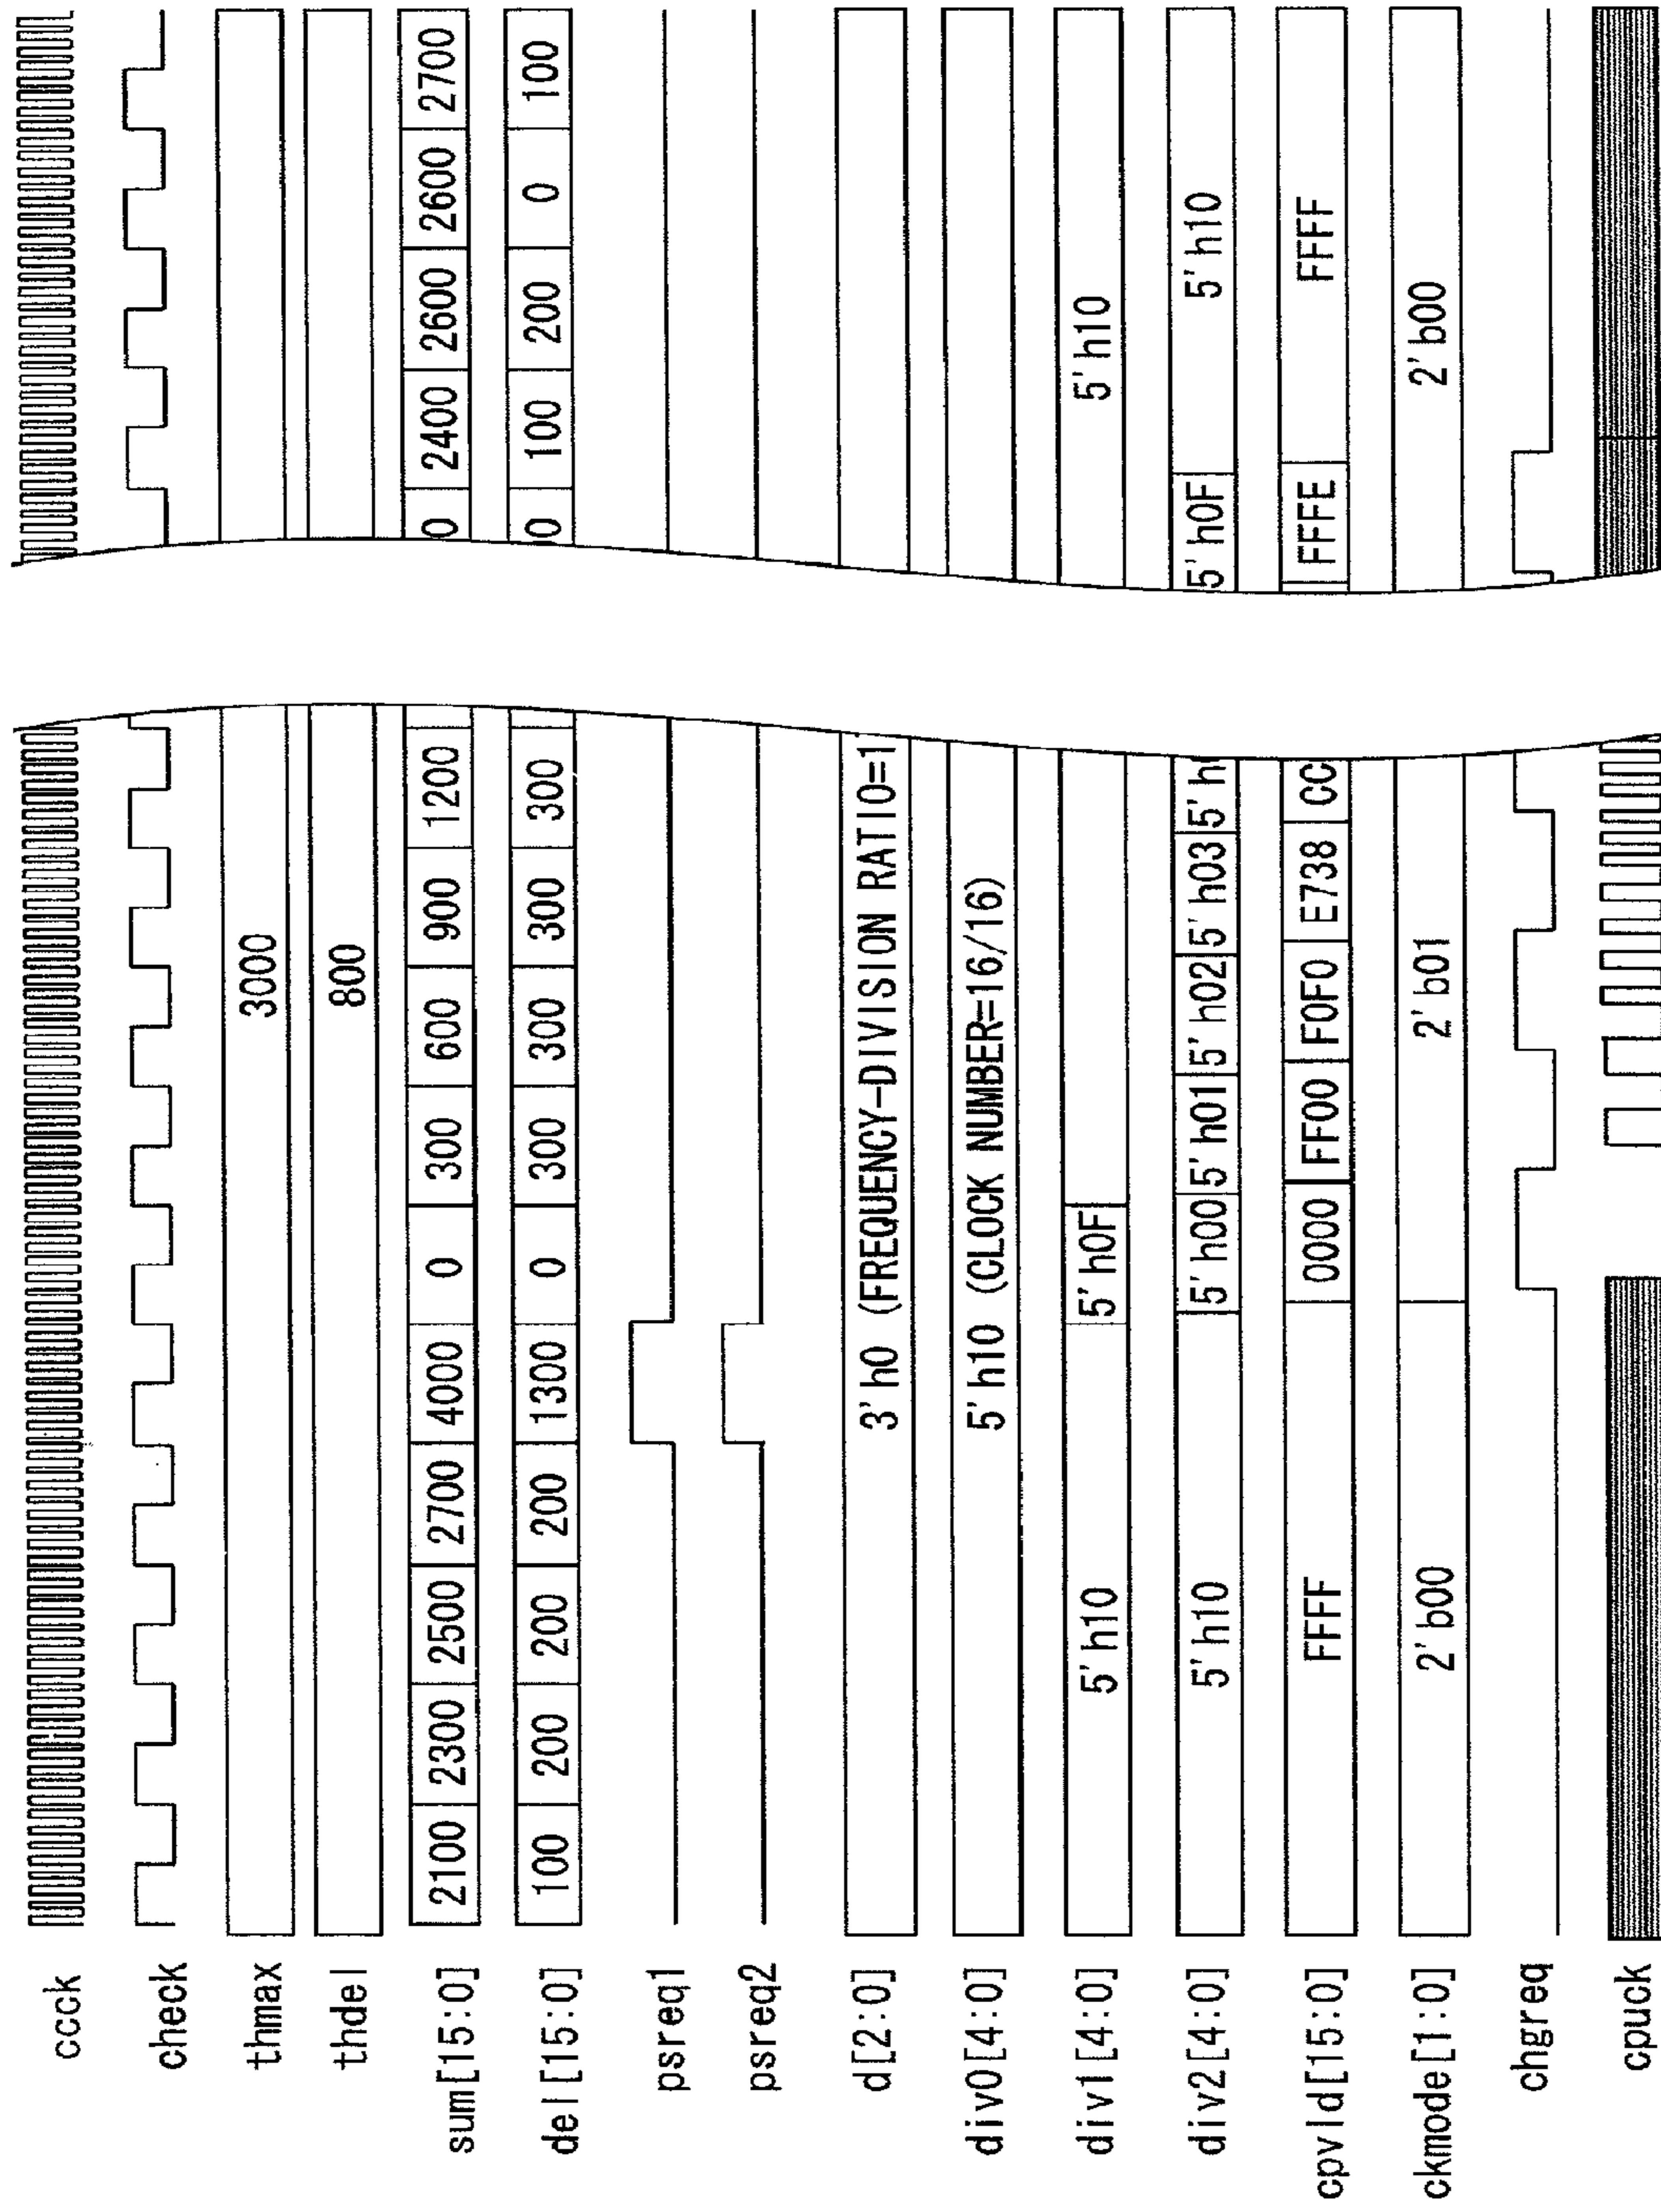 ccck
check
thmax 3000
thdel 800
sum[15:0] 2100 2300 2500 2700 4000 0 300 600 900 1200 0 2400 2600 2600 2700
del[15:0] 100 200 200 200 1300 0 300 300 300 300 00 100 200 0 100
psreq1
psreq2
d[2:0] 3'h0 (FREQUENCY-DIVISION RATIO=1
div0[4:0] 5'h10 (CLOCK NUMBER=16/16)
div1[4:0] 5'h10 5'h0F 5'h10
div2[4:0] 5'h10 5'h00 5'h01 5'h02 5'h03 5'h 5'h0F 5'h10
cpvld[15:0] FFFF 0000 FF00 F0F0 E738 CC FFFE FFFF
ckmode[1:0] 2'b00 2'b01 2'b00
chgreq
cpuck